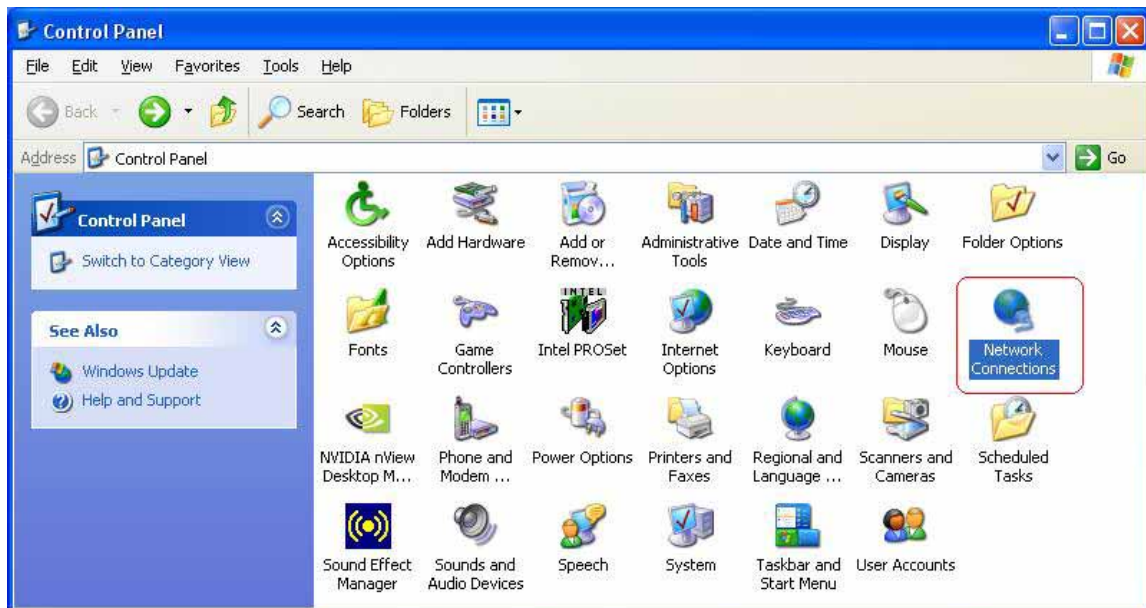 Control Panel
File Edit View Favorites Tools Help
Back Search Folders
Address Control Panel Go
Control Panel
Switch to Category View
See Also
Windows Update
Help and Support
Accessibility Options
Add Hardware
Add or Remov...
Administrative Tools
Date and Time
Display
Folder Options
Fonts
Game Controllers
INTEL
Intel PROSet
Internet Options
Keyboard
Mouse
Network Connections
NVIDIA nView Desktop M...
Phone and Modem ...
Power Options
Printers and Faxes
Regional and Language ...
Scanners and Cameras
Scheduled Tasks
Sound Effect Manager
Sounds and Audio Devices
Speech
System
Taskbar and Start Menu
User Accounts